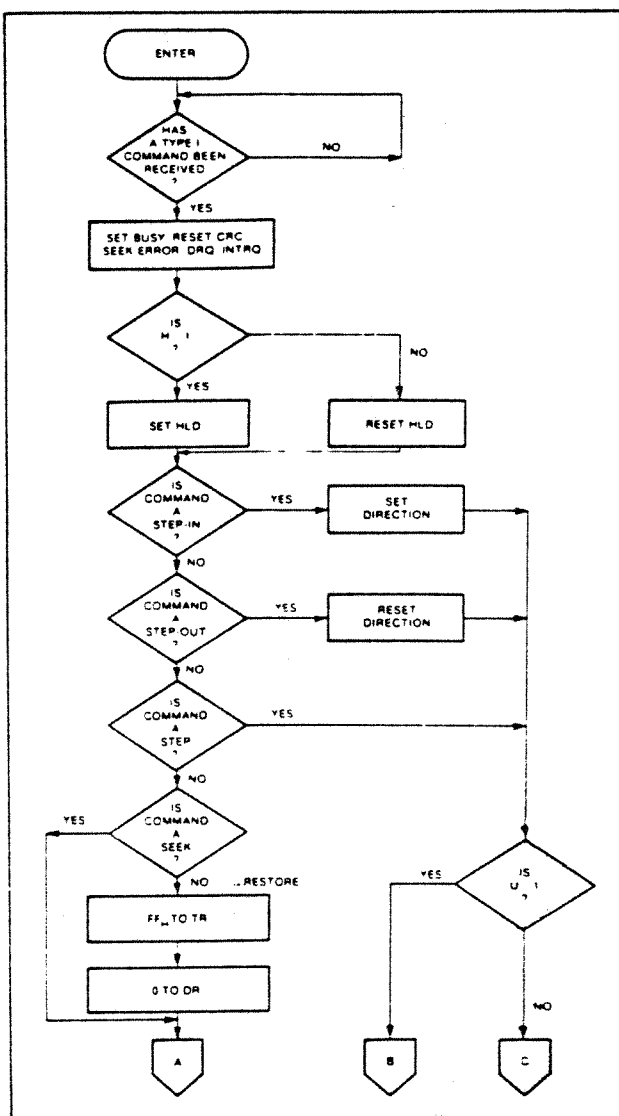 ENTER
HAS
A TYPE I
COMMAND BEEN
RECEIVED
?
NO
YES
SET BUSY RESET CRC
SEEK ERROR DRQ INTRQ
IS
H I
?
NO
YES
SET HLD
RESET HLD
IS
COMMAND
A
STEP-IN
?
YES
SET
DIRECTION
NO
IS
COMMAND
A
STEP-OUT
?
YES
RESET
DIRECTION
NO
IS
COMMAND
A
STEP
?
YES
NO
IS
COMMAND
A
SEEK
?
YES
NO
RESTORE
FFH TO TR
0 TO DR
IS
U I
?
YES
NO
A
B
C